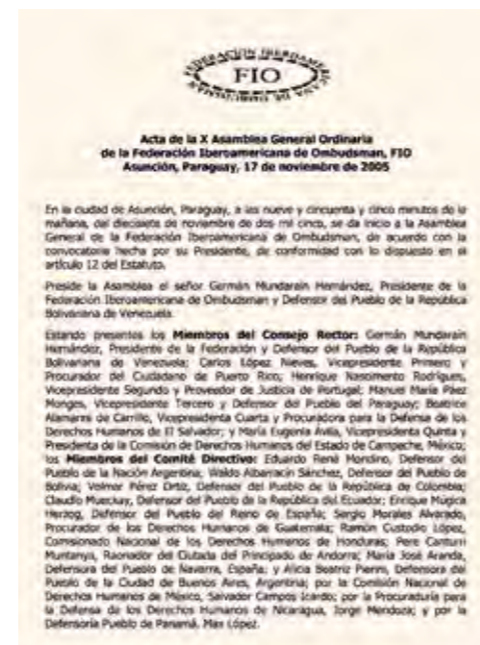 FEDERACION IBEROAMERICANA DE OMBUDSMAN
FIO
Acta de la X Asamblea General Ordinaria
de la Federación Iberoamericana de Ombudsman, FIO
Asunción, Paraguay, 17 de noviembre de 2005
En la ciudad de Asunción, Paraguay, a las nueve y cincuenta y cinco minutos de la
mañana, del diecisiete de noviembre de dos mil cinco, se da inicio a la Asamblea
General de la Federación Iberoamericana de Ombudsman, de acuerdo con la
convocatoria hecha por su Presidente, de conformidad con lo dispuesto en el
artículo 12 del Estatuto.
Preside la Asamblea el señor Germán Mundarain Hernández, Presidente de la
Federación Iberoamericana de Ombudsman y Defensor del Pueblo de la República
Bolivariana de Venezuela.
Estando presentes los Miembros del Consejo Rector: Germán Mundarain
Hernández, Presidente de la Federación y Defensor del Pueblo de la República
Bolivariana de Venezuela; Carlos López Nieves, Vicepresidente Primero y
Procurador del Ciudadano de Puerto Rico; Henrique Nascimento Rodrigues,
Vicepresidente Segundo y Proveedor de Justicia de Portugal; Manuel María Páez
Monges, Vicepresidente Tercero y Defensor del Pueblo del Paraguay; Beatrice
Alamanni de Carrillo, Vicepresidenta Cuarta y Procuradora para la Defensa de los
Derechos Humanos de El Salvador; y María Eugenia Avila, Vicepresidenta Quinta y
Presidenta de la Comisión de Derechos Humanos del Estado de Campeche, México;
los Miembros del Comité Directivo: Eduardo René Mondino, Defensor del
Pueblo de la Nación Argentina; Waldo Albarracín Sánchez, Defensor del Pueblo de
Bolivia; Volmar Pérez Ortiz, Defensor del Pueblo de la República de Colombia;
Claudio Mueckay, Defensor del Pueblo de la República del Ecuador; Enrique Múgica
Herzog, Defensor del Pueblo del Reino de España; Sergio Morales Alvarado,
Procurador de los Derechos Humanos de Guatemala; Ramón Custodio López,
Comisionado Nacional de los Derechos Humanos de Honduras; Pere Canturri
Muntanya, Raonador del Ciutadà del Principado de Andorra; María José Aranda,
Defensora del Pueblo de Navarra, España; y Alicia Beatriz Pierini, Defensora del
Pueblo de la Ciudad de Buenos Aires, Argentina; por la Comisión Nacional de
Derechos Humanos de México, Salvador Campos Icardo; por la Procuraduría para
la Defensa de los Derechos Humanos de Nicaragua, Jorge Mendoza; y por la
Defensoría Pueblo de Panamá, Max López.